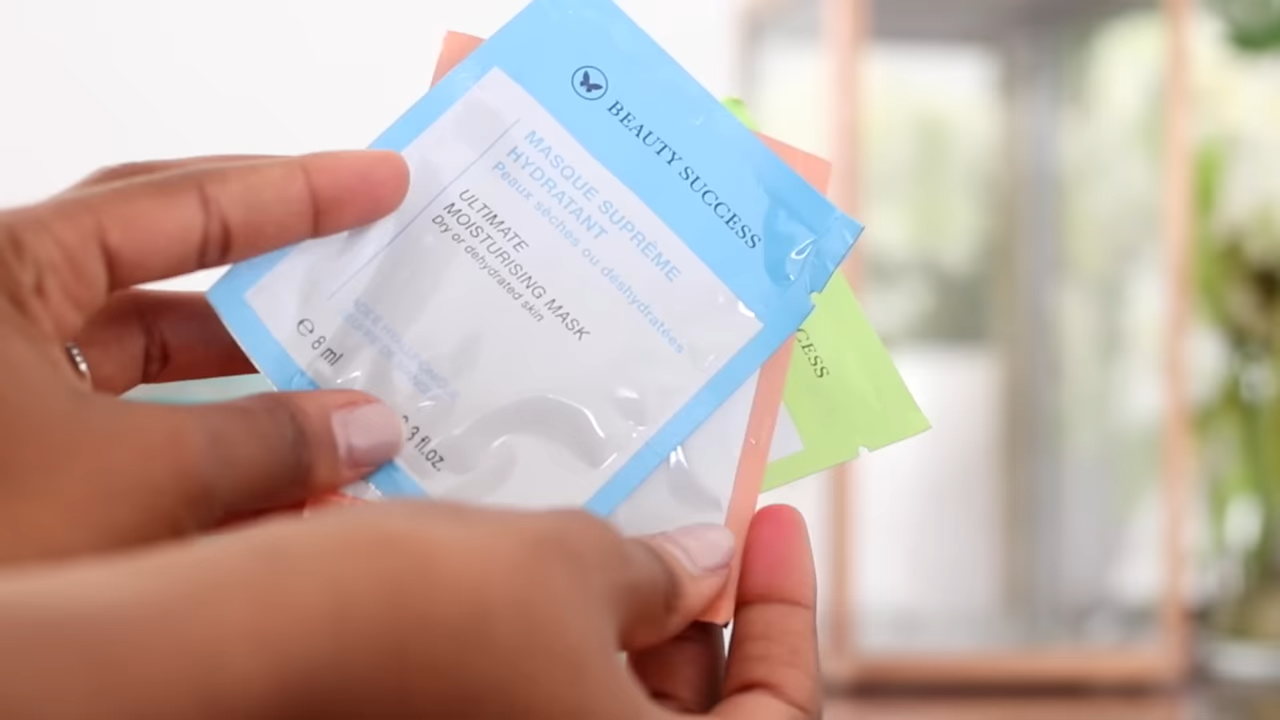 BEAUTY SUCCESS
MASQUE SUPRÊME
HYDRATANT
Peaux sèches ou déshydratées
ULTIMATE
MOISTURISING MASK
Dry or dehydrated skin
e 8 ml
fl.oz.
CESS